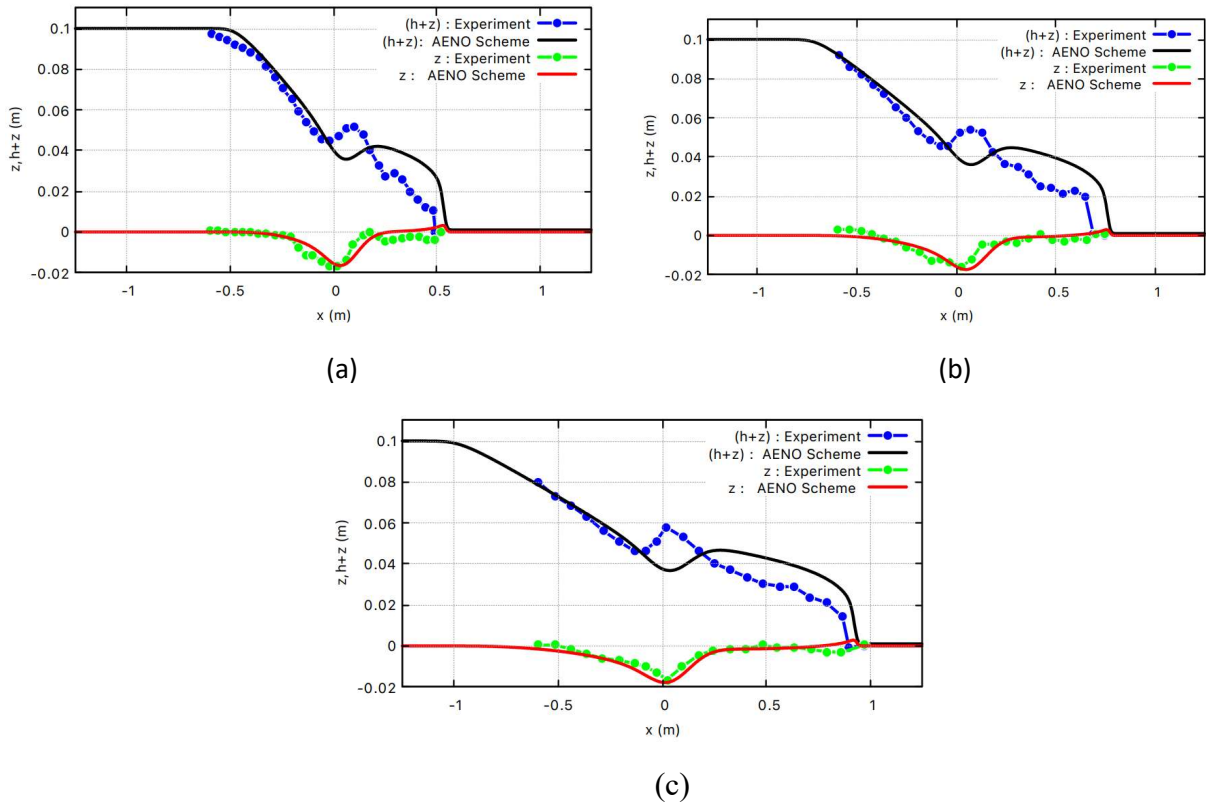 0.1
0.08
0.06
0.04
0.02
0
-0.02
z,h+z (m)
(h+z) : Experiment
(h+z): AENO Scheme
z : Experiment
z : AENO Scheme
-1
-0.5
0
0.5
1
x (m)
(a)
0.1
0.08
0.06
0.04
0.02
0
-0.02
z,h+z (m)
(h+z) : Experiment
(h+z) : AENO Scheme
z : Experiment
z : AENO Scheme
-1
-0.5
0
0.5
1
x (m)
(b)
0.1
0.08
0.06
0.04
0.02
0
-0.02
z,h+z (m)
(h+z) : Experiment
(h+z) : AENO Scheme
z : Experiment
z : AENO Scheme
-1
-0.5
0
0.5
1
x (m)
(c)